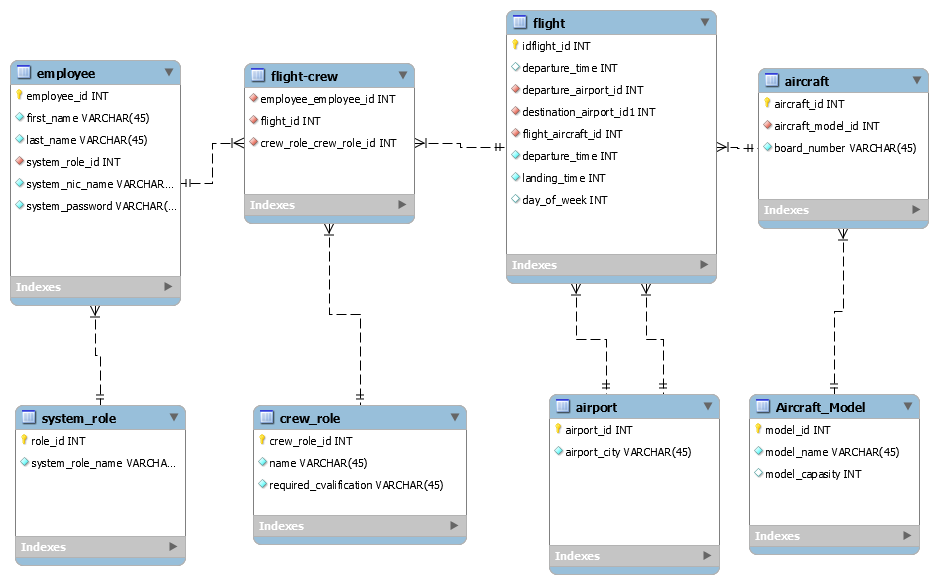 employee
employee_id INT
first_name VARCHAR(45)
last_name VARCHAR(45)
system_role_id INT
system_nic_name VARCHAR...
system_password VARCHAR(...
Indexes
flight-crew
employee_employee_id INT
flight_id INT
crew_role_crew_role_id INT
Indexes
flight
idflight_id INT
departure_time INT
departure_airport_id INT
destination_airport_id1 INT
flight_aircraft_id INT
departure_time INT
landing_time INT
day_of_week INT
Indexes
aircraft
aircraft_id INT
aircraft_model_id INT
board_number VARCHAR(45)
Indexes
system_role
role_id INT
system_role_name VARCHA...
Indexes
crew_role
crew_role_id INT
name VARCHAR(45)
required_cvalification VARCHAR(45)
Indexes
airport
airport_id INT
airport_city VARCHAR(45)
Indexes
Aircraft_Model
model_id INT
model_name VARCHAR(45)
model_capasity INT
Indexes